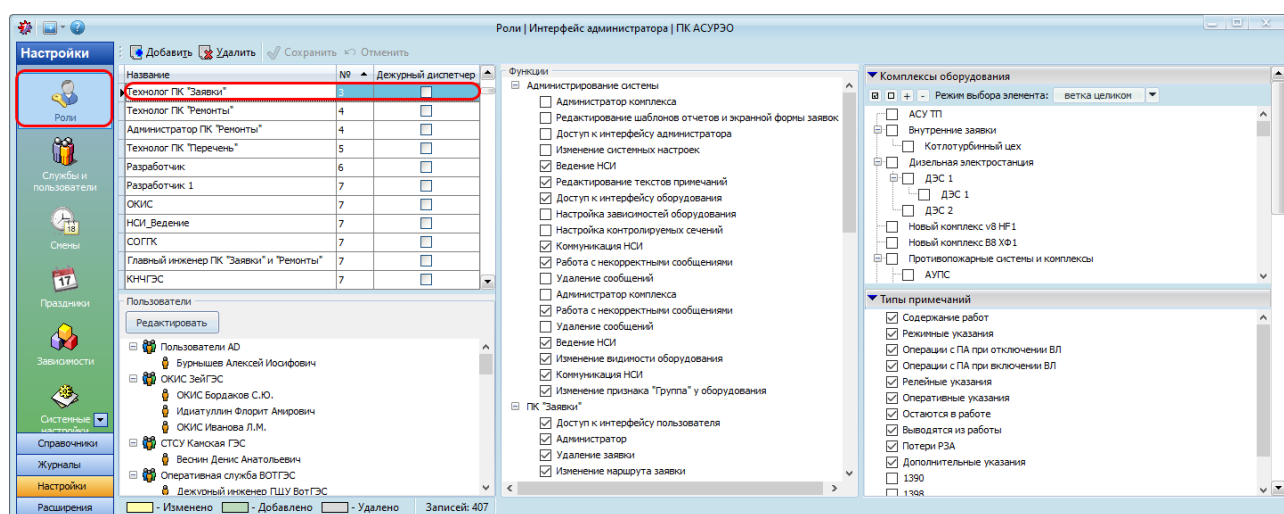 Роли | Интерфейс администратора | ПК АСУРЭО
Настройки
Добавить Удалить Сохранить Отменить
Роли
Службы и
пользователи
18
Смены
17
Праздники
Зависимости
Системные
настройки
Справочники
Журналы
Настройки
Расширения
Название № Дежурный диспетчер
Технолог ПК "Заявки" 3
Технолог ПК "Ремонты" 4
Администратор ПК "Ремонты" 4
Технолог ПК "Перечень" 5
Разработчик 6
Разработчик 1 7
ОКИС 7
НСИ_Ведение 7
СОГГК 7
Главный инженер ПК "Заявки" и "Ремонты" 7
КНЧГЭС 7
Пользователи
Редактировать
Пользователи AD
Бурнышев Алексей Иосифович
ОКИС ЗейГЭС
ОКИС Бордаков С.Ю.
Идиатуллин Флорит Анирович
ОКИС Иванова Л.М.
СТСУ Канская ГЭС
Веснин Денис Анатольевич
Оперативная служба ВОТГЭС
Дежурный инженер ПЩУ ВотГЭС
- Изменено - Добавлено - Удалено Записей: 407
Функции
Администрирование системы
Администратор комплекса
Редактирование шаблонов отчетов и экранной формы заявок
Доступ к интерфейсу администратора
Изменение системных настроек
Ведение НСИ
Редактирование текстов примечаний
Доступ к интерфейсу оборудования
Настройка зависимостей оборудования
Настройка контролируемых сечений
Коммуникация НСИ
Работа с некорректными сообщениями
Удаление сообщений
Администратор комплекса
Работа с некорректными сообщениями
Удаление сообщений
Ведение НСИ
Изменение видимости оборудования
Коммуникация НСИ
Изменение признака "Группа" у оборудования
ПК "Заявки"
Доступ к интерфейсу пользователя
Администратор
Удаление заявки
Изменение маршрута заявки
Комплексы оборудования
Режим выбора элемента: ветка целиком
АСУ ТП
Внутренние заявки
Котлотурбинный цех
Дизельная электростанция
ДЭС 1
ДЭС 1
ДЭС 2
Новый комплекс v8 HF1
Новый комплекс В8 ХФ1
Противопожарные системы и комплексы
АУПС
Типы примечаний
Содержание работ
Режимные указания
Операции с ПА при отключении ВЛ
Операции с ПА при включении ВЛ
Релейные указания
Оперативные указания
Остаются в работе
Выводятся из работы
Потери РЗА
Дополнительные указания
1390
1398